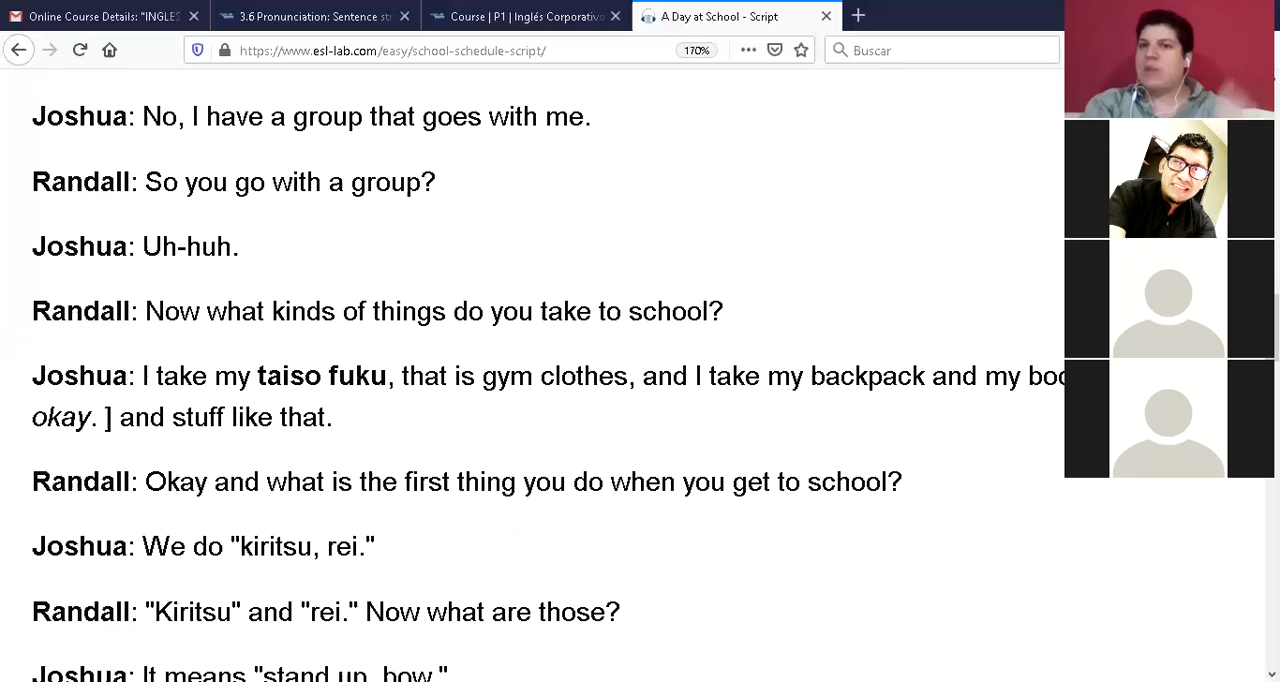 Online Course Details: "INGLES
3.6 Pronunciation: Sentence str
Course | P1 | Inglés Corporativo
A Day at School - Script
https://www.esl-lab.com/easy/school-schedule-script/
170%
Buscar
Joshua: No, I have a group that goes with me.
Randall: So you go with a group?
Joshua: Uh-huh.
Randall: Now what kinds of things do you take to school?
Joshua: I take my taiso fuku, that is gym clothes, and I take my backpack and my
okay. ] and stuff like that.
Randall: Okay and what is the first thing you do when you get to school?
Joshua: We do "kiritsu, rei."
Randall: "Kiritsu" and "rei." Now what are those?
Joshua: It means "stand up, bow."